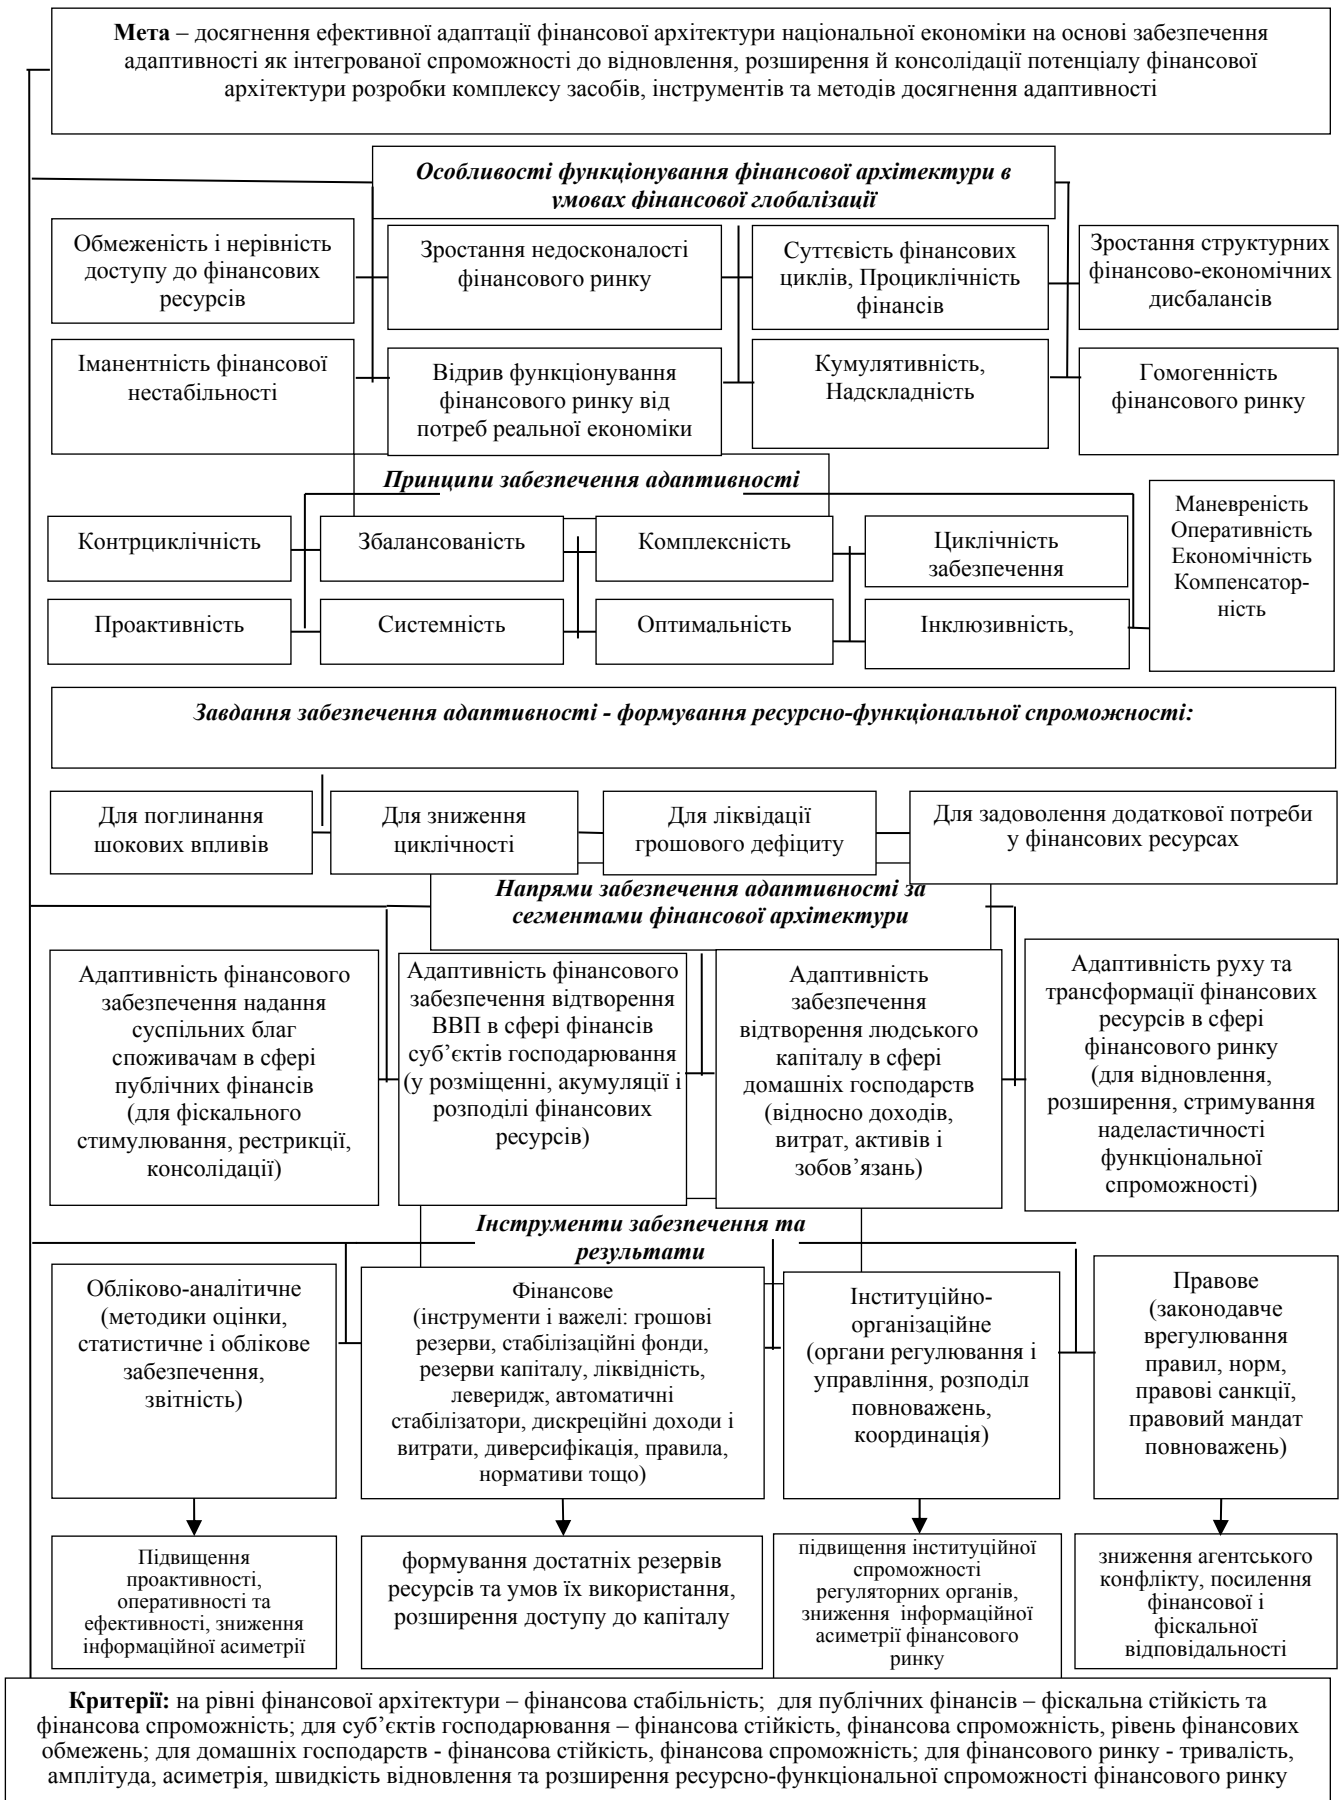 Мета – досягнення ефективної адаптації фінансової архітектури національної економіки на основі забезпечення
адаптивності як інтегрованої спроможності до відновлення, розширення й консолідації потенціалу фінансової
архітектури розробки комплексу засобів, інструментів та методів досягнення адаптивності
Особливості функціонування фінансової архітектури в
умовах фінансової глобалізації
Обмеженість і нерівність
доступу до фінансових
ресурсів
Зростання недосконалості
фінансового ринку
Суттєвість фінансових
циклів, Проциклічність
фінансів
Зростання структурних
фінансово-економічних
дисбалансів
Іманентність фінансової
нестабільності
Відрив функціонування
фінансового ринку від
потреб реальної економіки
Кумулятивність,
Надскладність
Гомогенність
фінансового ринку
Принципи забезпечення адаптивності
Контрциклічність
Збалансованість
Комплексність
Циклічність
забезпечення
Маневреність
Оперативність
Економічність
Компенсатор-
ність
Проактивність
Системність
Оптимальність
Інклюзивність,
Завдання забезпечення адаптивності - формування ресурсно-функціональної спроможності:
Для поглинання
шокових впливів
Для зниження
циклічності
Для ліквідації
грошового дефіциту
Для задоволення додаткової потреби
у фінансових ресурсах
Напрями забезпечення адаптивності за
сегментами фінансової архітектури
Адаптивність фінансового
забезпечення надання
суспільних благ
споживачам в сфері
публічних фінансів
(для фіскального
стимулювання, рестрикції,
консолідації)
Адаптивність фінансового
забезпечення відтворення
ВВП в сфері фінансів
суб’єктів господарювання
(у розміщенні, акумуляції і
розподілі фінансових
ресурсів)
Адаптивність
забезпечення
відтворення людського
капіталу в сфері
домашніх господарств
(відносно доходів,
витрат, активів і
зобов’язань)
Адаптивність руху та
трансформації фінансових
ресурсів в сфері
фінансового ринку
(для відновлення,
розширення, стримування
наделастичності
функціональної
спроможності)
Інструменти забезпечення та
результати
Обліково-аналітичне
(методики оцінки,
статистичне і облікове
забезпечення,
звітність)
Фінансове
(інструменти і важелі: грошові
резерви, стабілізаційні фонди,
резерви капіталу, ліквідність,
леверидж, автоматичні
стабілізатори, дискреційні доходи і
витрати, диверсифікація, правила,
нормативи тощо)
Інституційно-
організаційне
(органи регулювання і
управління, розподіл
повноважень,
координація)
Правове
(законодавче
врегулювання
правил, норм,
правові санкції,
правовий мандат
повноважень)
Підвищення
проактивності,
оперативності та
ефективності, зниження
інформаційної асиметрії
формування достатніх резервів
ресурсів та умов їх використання,
розширення доступу до капіталу
підвищення інституційної
спроможності
регуляторних органів,
зниження інформаційної
асиметрії фінансового
ринку
зниження агентського
конфлікту, посилення
фінансової і
фіскальної
відповідальності
Критерії: на рівні фінансової архітектури – фінансова стабільність; для публічних фінансів – фіскальна стійкість та
фінансова спроможність; для суб’єктів господарювання – фінансова стійкість, фінансова спроможність, рівень фінансових
обмежень; для домашніх господарств - фінансова стійкість, фінансова спроможність; для фінансового ринку - тривалість,
амплітуда, асиметрія, швидкість відновлення та розширення ресурсно-функціональної спроможності фінансового ринку